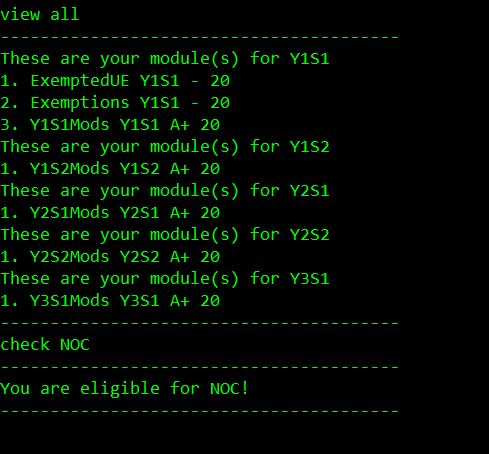 view all
----------------------------------------
These are your module(s) for Y1S1
1. ExemptedUE Y1S1 - 20
2. Exemptions Y1S1 - 20
3. Y1S1Mods Y1S1 A+ 20
These are your module(s) for Y1S2
1. Y1S2Mods Y1S2 A+ 20
These are your module(s) for Y2S1
1. Y2S1Mods Y2S1 A+ 20
These are your module(s) for Y2S2
1. Y2S2Mods Y2S2 A+ 20
These are your module(s) for Y3S1
1. Y3S1Mods Y3S1 A+ 20
----------------------------------------
check NOC
----------------------------------------
You are eligible for NOC!
----------------------------------------